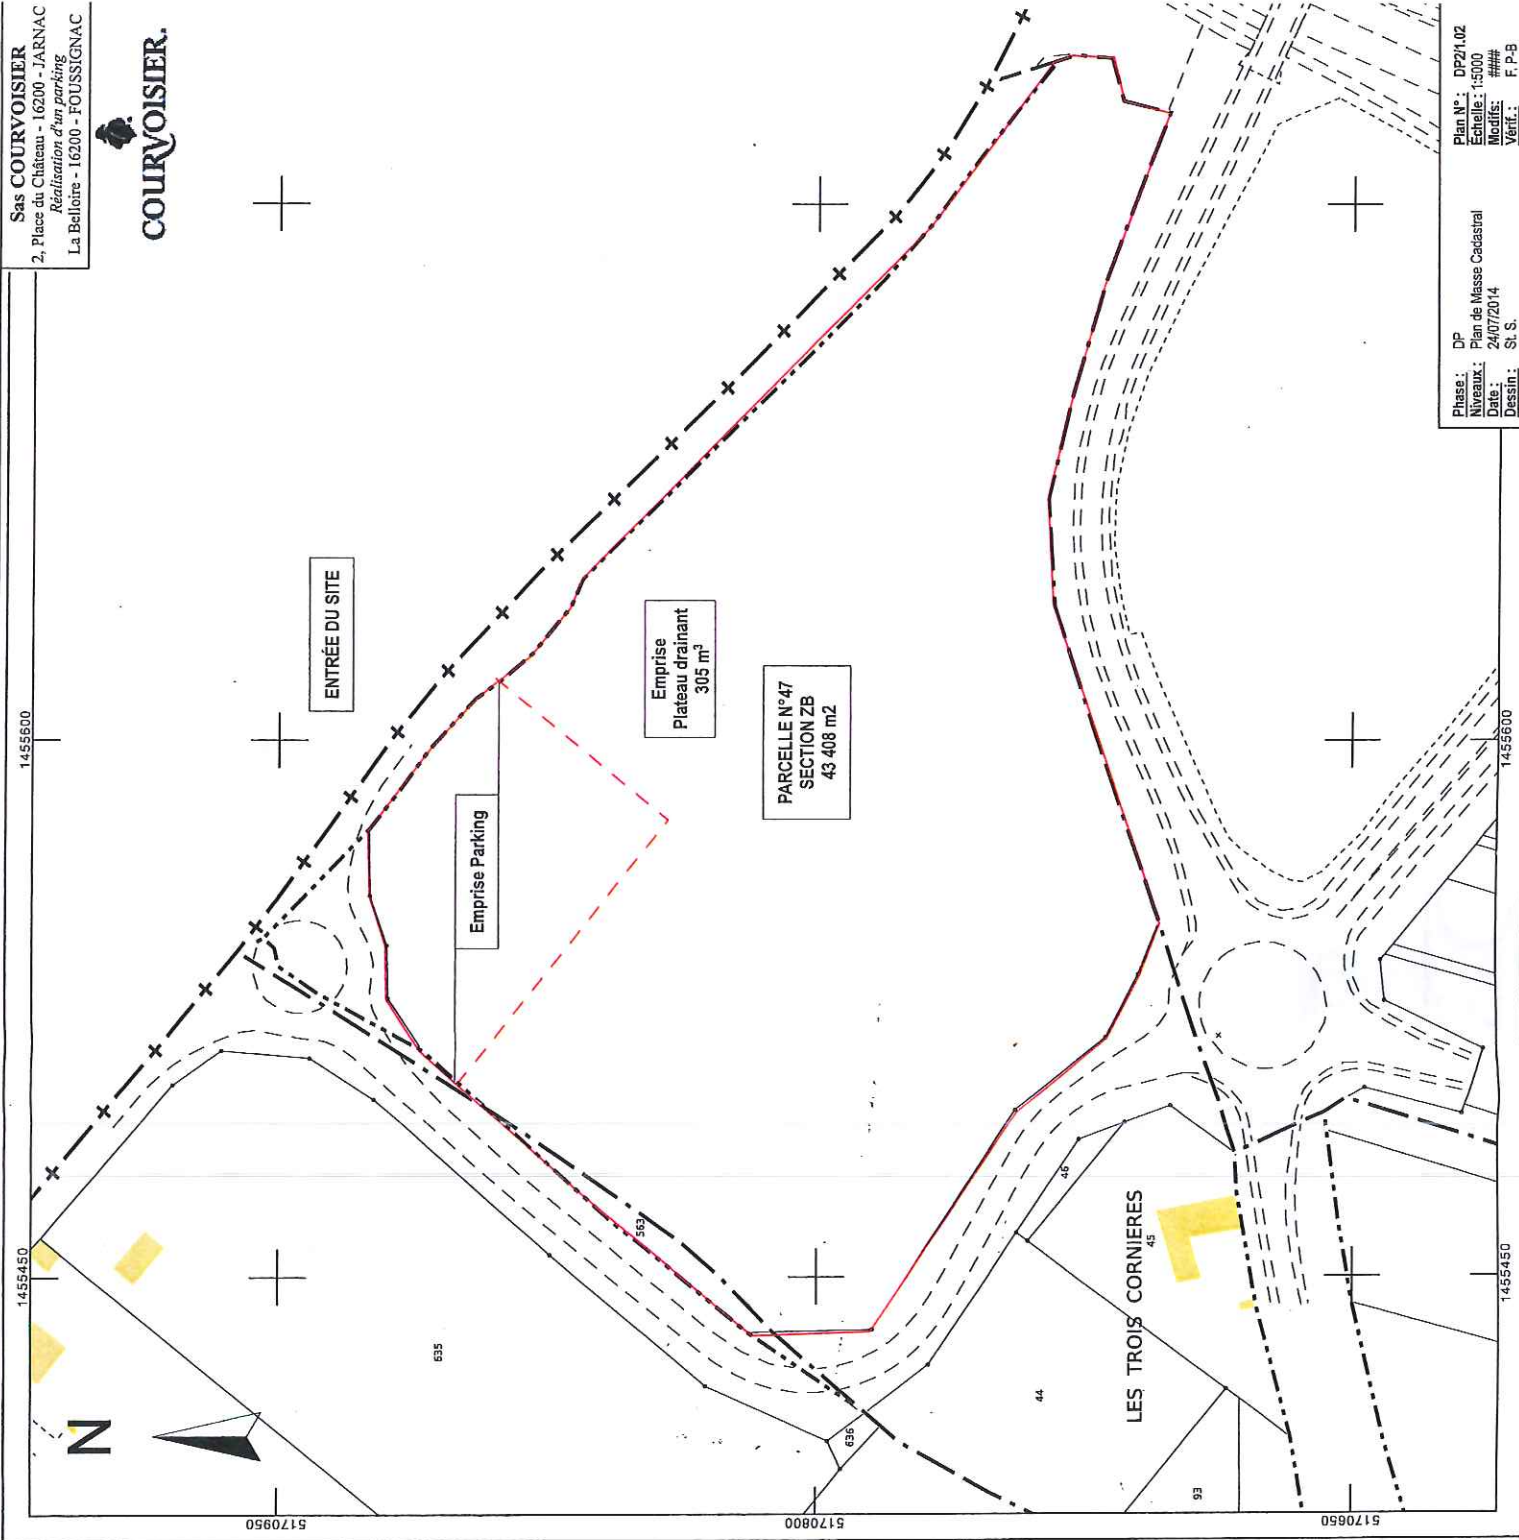 Sas COURVOISIER
2, Place du Château - 16200 - JARNAC
Réalisation d'un parking
La Belloire - 16200 - FOUSSIGNAC
COURVOISIER.
ENTRÉE DU SITE
Emprise
Plateau drainant
305 m³
PARCELLE N°47
SECTION ZB
43 408 m2
Emprise Parking
1455600
1455600
1455450
1455450
5170950
5170800
5170650
563
635
636
46
45
44
93
LES TROIS CORNIERES
N
Phase : DP
Niveaux : Plan de Masse Cadastral
Date : 24/07/2014
Dessin : St. S.
Plan N° : DP2/1.02
Échelle : 1:5000
Modifs: ####
Vérif. : F. P-B